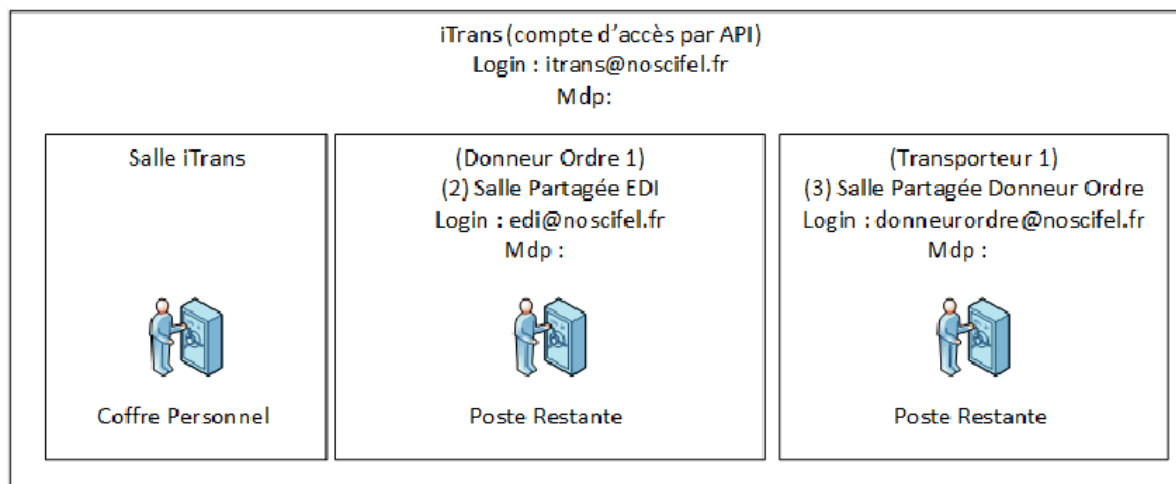 iTrans (compte d'accès par API)
Login : itrans@noscifel.fr
Mdp:
Salle iTrans
Coffre Personnel
(Donneur Ordre 1)
(2) Salle Partagée EDI
Login : edi@noscifel.fr
Mdp :
Poste Restante
(Transporteur 1)
(3) Salle Partagée Donneur Ordre
Login : donneurordre@noscifel.fr
Mdp :
Poste Restante